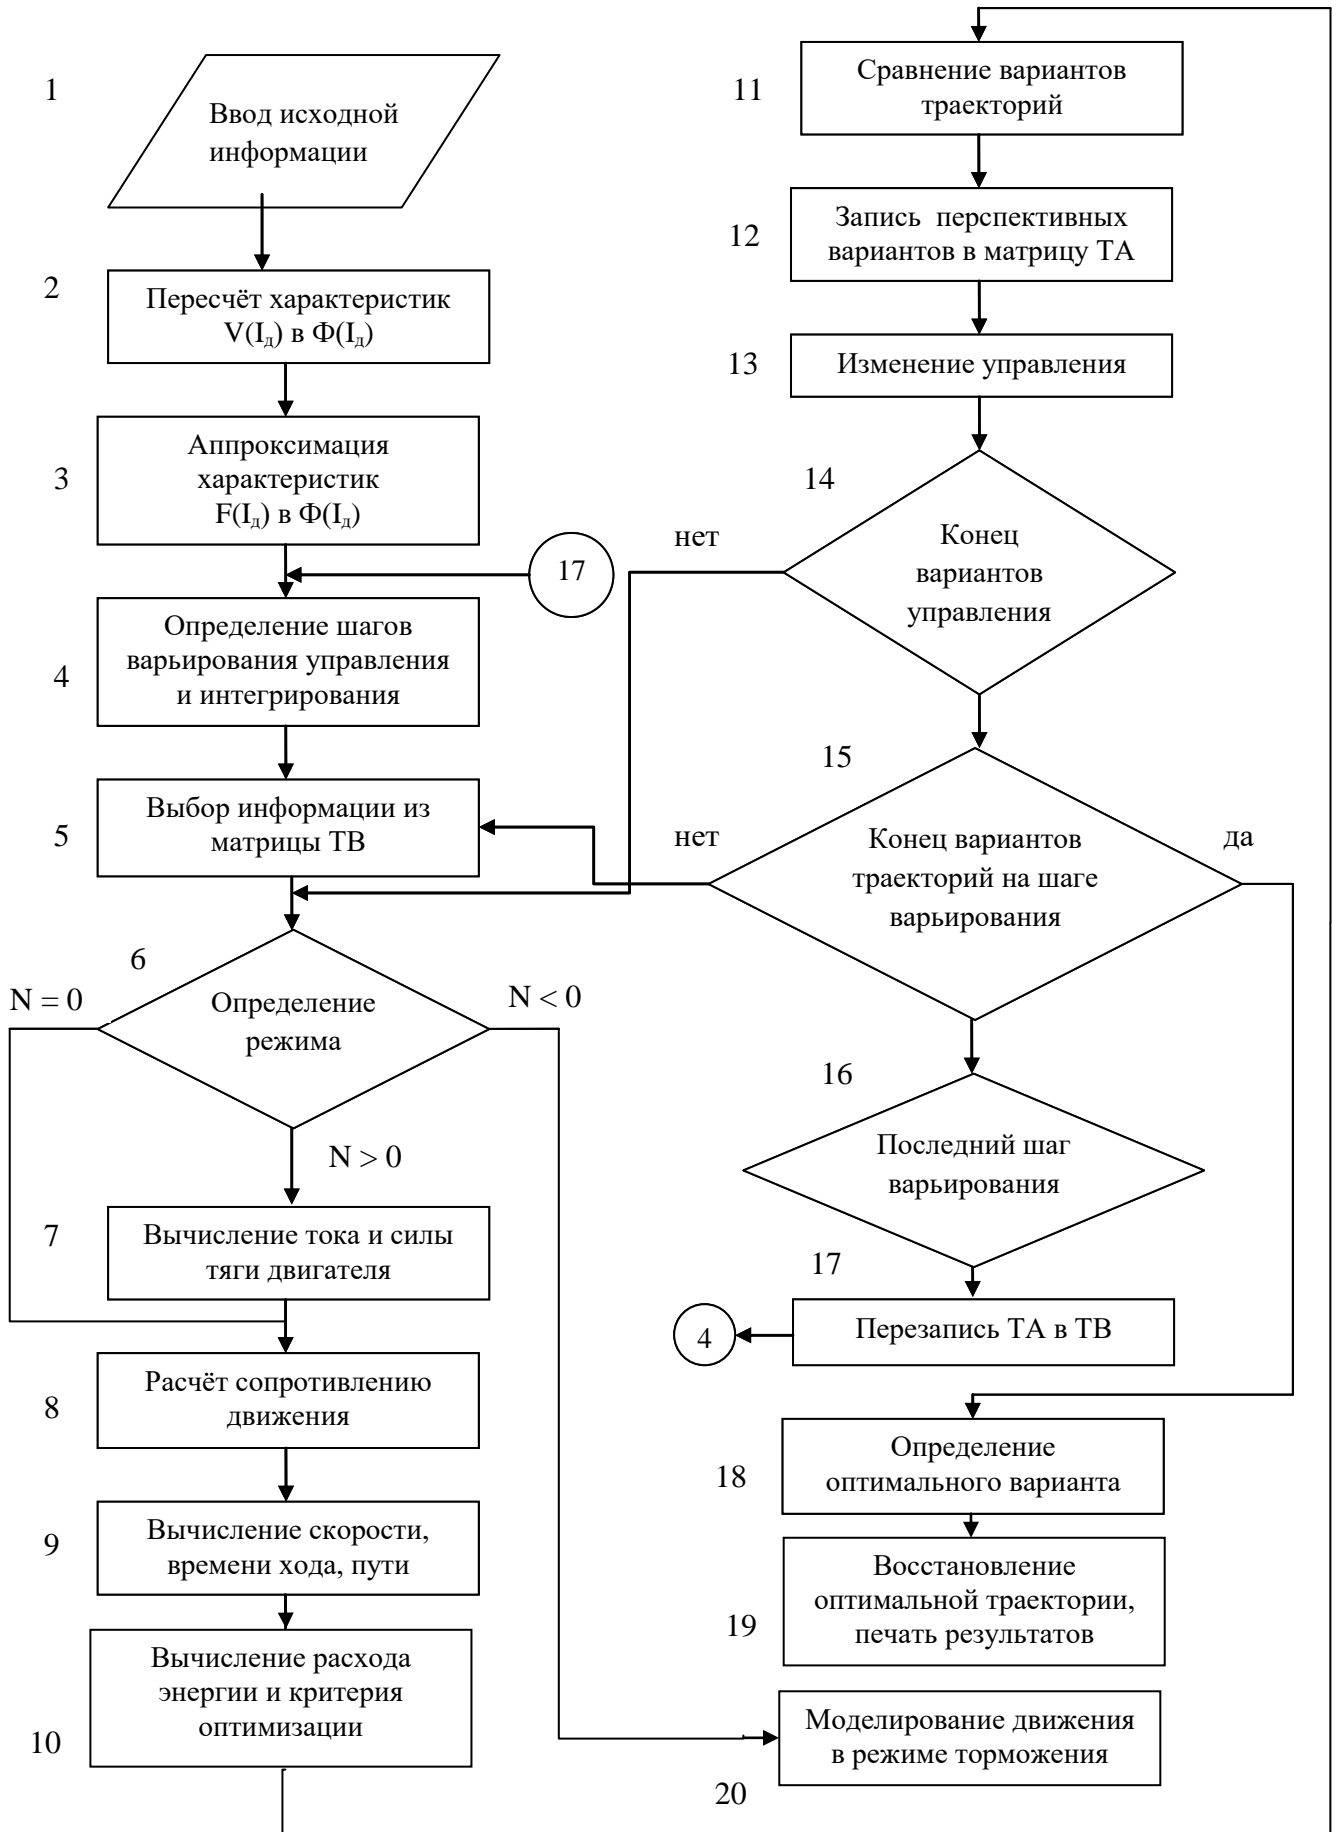 1
Ввод исходной
информации
2
Пересчёт характеристик
V(Iд) в Ф(Iд)
3
Аппроксимация
характеристик
F(Iд) в Ф(Iд)
17
4
Определение шагов
варьирования управления
и интегрирования
5
Выбор информации из
матрицы ТВ
6
N = 0
Определение
режима
N < 0
N > 0
7
Вычисление тока и силы
тяги двигателя
8
Расчёт сопротивлению
движения
9
Вычисление скорости,
времени хода, пути
10
Вычисление расхода
энергии и критерия
оптимизации
11
Сравнение вариантов
траекторий
12
Запись перспективных
вариантов в матрицу ТА
13
Изменение управления
14
нет
Конец
вариантов
управления
15
нет
Конец вариантов
траекторий на шаге
варьирования
да
16
Последний шаг
варьирования
17
4
Перезапись ТА в ТВ
18
Определение
оптимального варианта
19
Восстановление
оптимальной траектории,
печать результатов
Моделирование движения
в режиме торможения
20